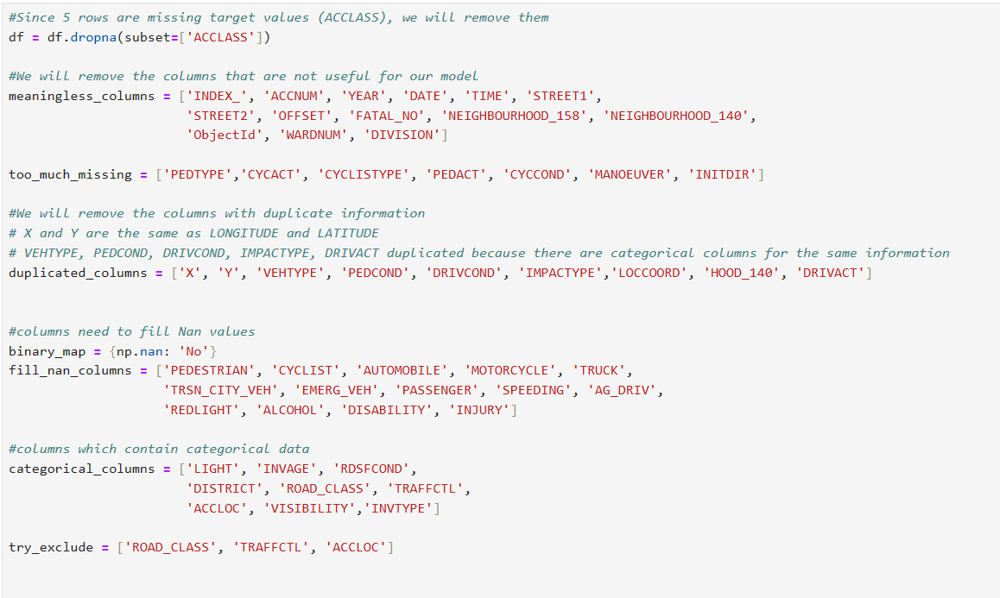 #Since 5 rows are missing target values (ACCLASS), we will remove them
df = df.dropna(subset=['ACCLASS'])
#We will remove the columns that are not useful for our model
meaningless_columns = ['INDEX_', 'ACCNUM', 'YEAR', 'DATE', 'TIME', 'STREET1',
'STREET2', 'OFFSET', 'FATAL_NO', 'NEIGHBOURHOOD_158', 'NEIGHBOURHOOD_140',
'ObjectId', 'WARDNUM', 'DIVISION']
too_much_missing = ['PEDTYPE','CYCACT', 'CYCLISTYPE', 'PEDACT', 'CYCCOND', 'MANOEUVER', 'INITDIR']
#We will remove the columns with duplicate information
# X and Y are the same as LONGITUDE and LATITUDE
# VEHTYPE, PEDCOND, DRIVCOND, IMPACTYPE, DRIVACT duplicated because there are categorical columns for the same information
duplicated_columns = ['X', 'Y', 'VEHTYPE', 'PEDCOND', 'DRIVCOND', 'IMPACTYPE','LOCCOORD', 'HOOD_140', 'DRIVACT']
#columns need to fill Nan values
binary_map = {np.nan: 'No'}
fill_nan_columns = ['PEDESTRIAN', 'CYCLIST', 'AUTOMOBILE', 'MOTORCYCLE', 'TRUCK',
'TRSN_CITY_VEH', 'EMERG_VEH', 'PASSENGER', 'SPEEDING', 'AG_DRIV',
'REDLIGHT', 'ALCOHOL', 'DISABILITY', 'INJURY']
#columns which contain categorical data
categorical_columns = ['LIGHT', 'INVAGE', 'RDSFCOND',
'DISTRICT', 'ROAD_CLASS', 'TRAFFCTL',
'ACCLOC', 'VISIBILITY','INVTYPE']
try_exclude = ['ROAD_CLASS', 'TRAFFCTL', 'ACCLOC']